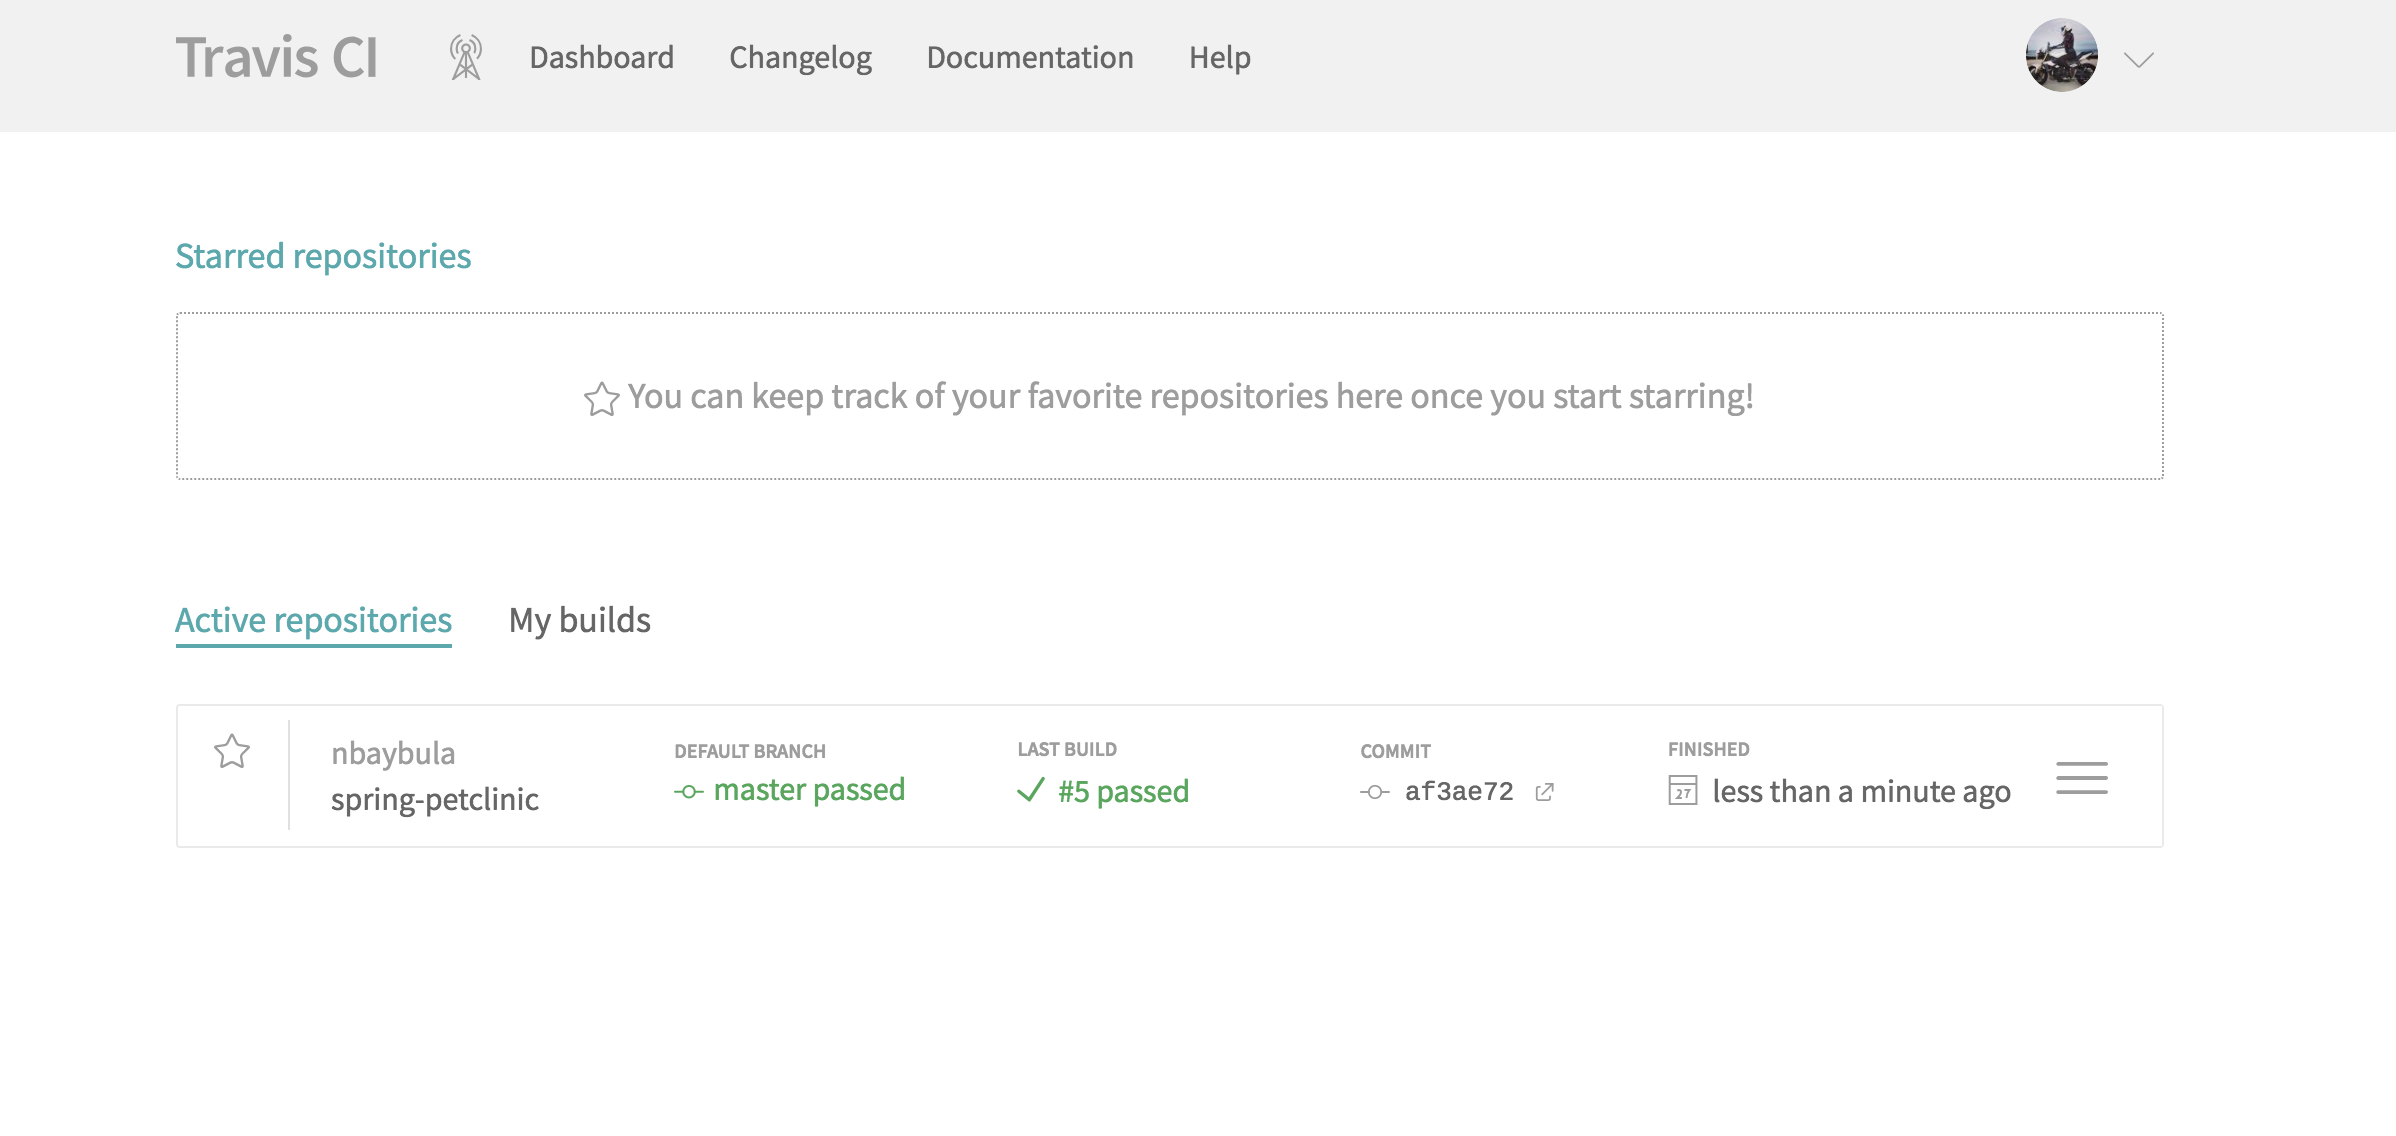 Travis CI Dashboard Changelog Documentation Help
Starred repositories
You can keep track of your favorite repositories here once you start starring!
Active repositories My builds
nbaybula
spring-petclinic
DEFAULT BRANCH
master passed
LAST BUILD
#5 passed
COMMIT
af3ae72
FINISHED
27 less than a minute ago